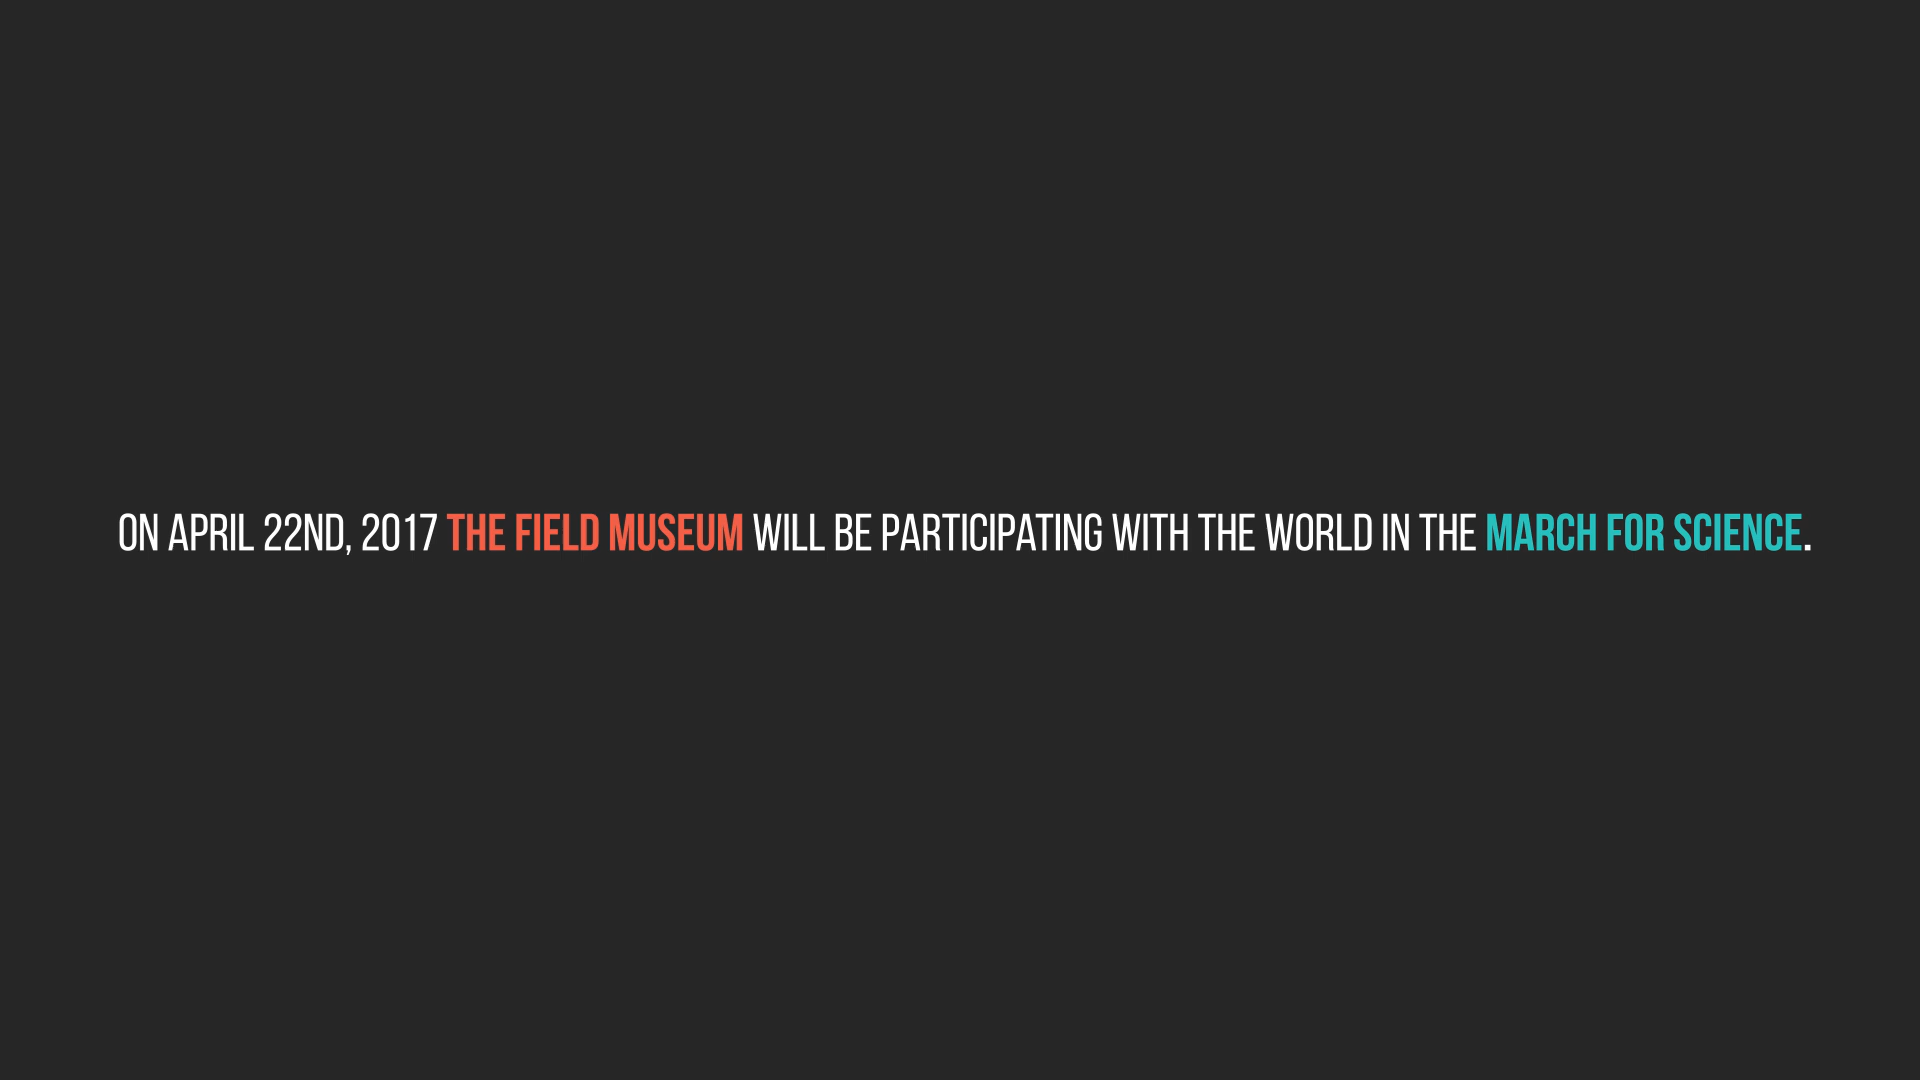 ON APRIL 22ND, 2017 THE FIELD MUSEUM WILL BE PARTICIPATING WITH THE WORLD IN THE MARCH FOR SCIENCE.